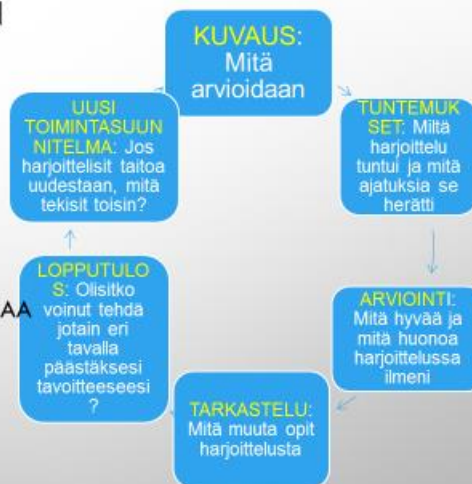 KUVAUS:
Mitä
arvioidaan
TUNTEMUK
SET: Miltä
harjoittelu
tuntui ja mitä
ajatuksia se
herätti
ARVIOINTI:
Mitä hyvää ja
mitä huonoa
harjoittelussa
ilmeni
TARKASTELU:
Mitä muuta opit
harjoittelusta
LOPPUTULO
S: Olisitko
voinut tehdä
jotain eri
tavalla
päästäksesi
tavoitteeseesi
?
UUSI
TOIMINTASUUN
NITELMA: Jos
harjoittelisit taitoa
uudestaan, mitä
tekisit toisin?
AA